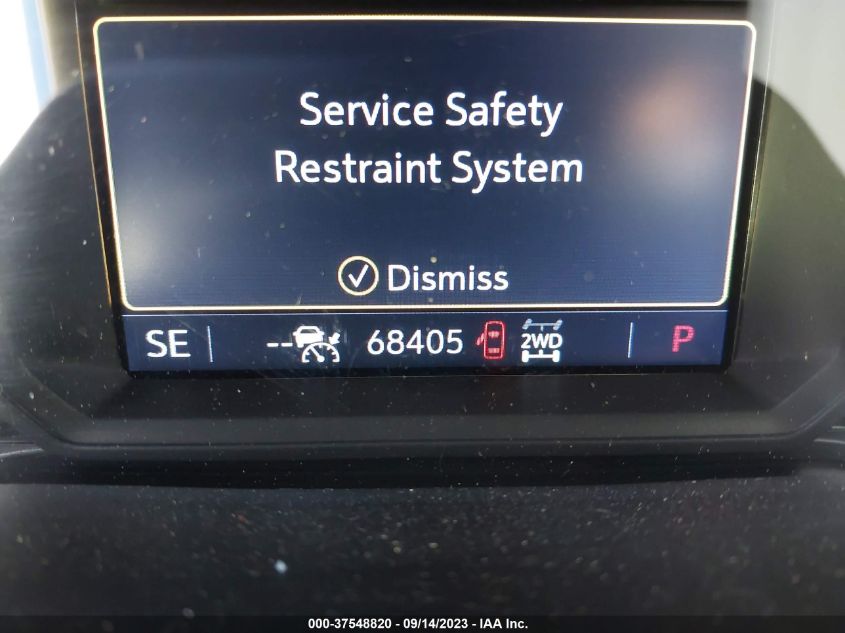 Service Safety
Restraint System
Dismiss
SE -- 68405 2WD P
000-37548820 - 09/14/2023 - IAA Inc.